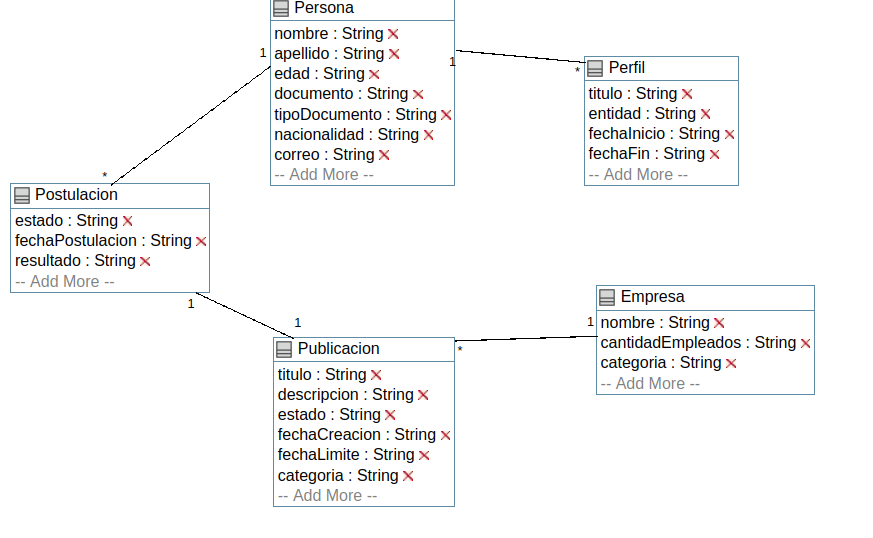 Persona
nombre : String
apellido : String
edad : String
documento : String
tipoDocumento : String
nacionalidad : String
correo : String
-- Add More --
1
1
*
Perfil
titulo : String
entidad : String
fechaInicio : String
fechaFin : String
-- Add More --
*
Postulacion
estado : String
fechaPostulacion : String
resultado : String
-- Add More --
1
1
Publicacion
titulo : String
descripcion : String
estado : String
fechaCreacion : String
fechaLimite : String
categoria : String
-- Add More --
*
1
Empresa
nombre : String
cantidadEmpleados : String
categoria : String
-- Add More --